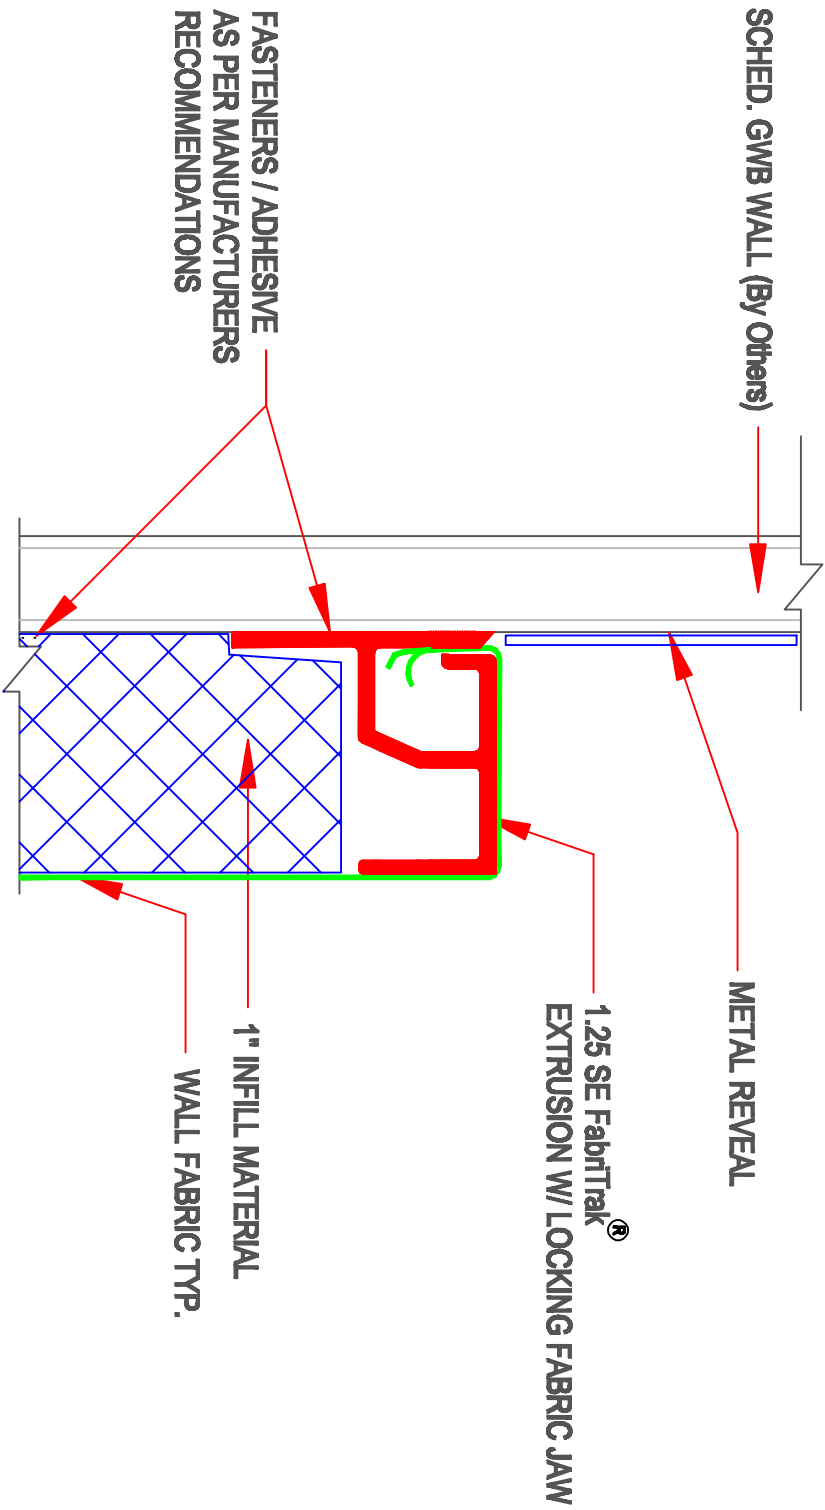 SCHED. GWB WALL (By Others)
FASTENERS / ADHESIVE
AS PER MANUFACTURERS
RECOMMENDATIONS
METAL REVEAL
1.25 SE FabriTrak®
EXTRUSION W/ LOCKING FABRIC JAW
1" INFILL MATERIAL
WALL FABRIC TYP.